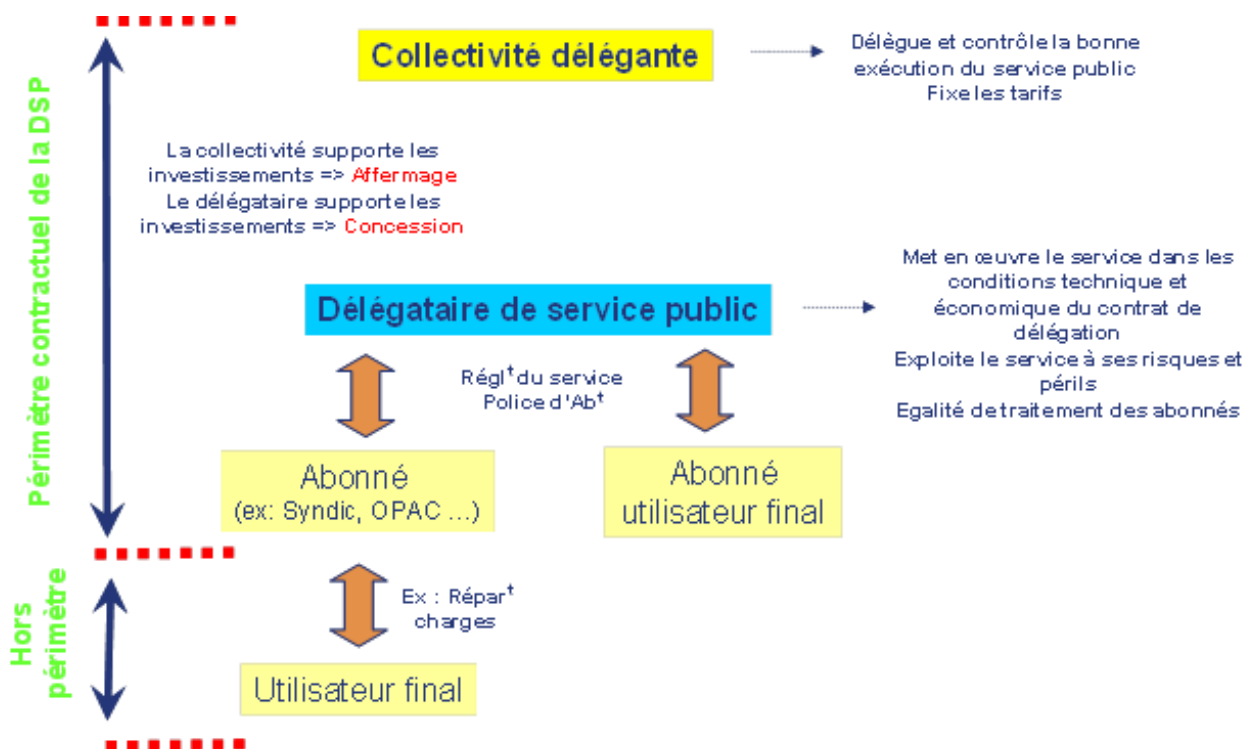 Périmètre contractuel de la DSP
Collectivité délégante
Délègue et contrôle la bonne
exécution du service public
Fixe les tarifs
La collectivité supporte les
investissements => Affermage
Le délégataire supporte les
investissements => Concession
Délégataire de service public
Met en œuvre le service dans les
conditions technique et
économique du contrat de
délégation
Exploite le service à ses risques et
périls
Egalité de traitement des abonnés
Réglᵗ du service
Police d'Abᵗ
Abonné
(ex: Syndic, OPAC ...)
Abonné
utilisateur final
Hors
périmètre
Ex : Réparᵗ
charges
Utilisateur final